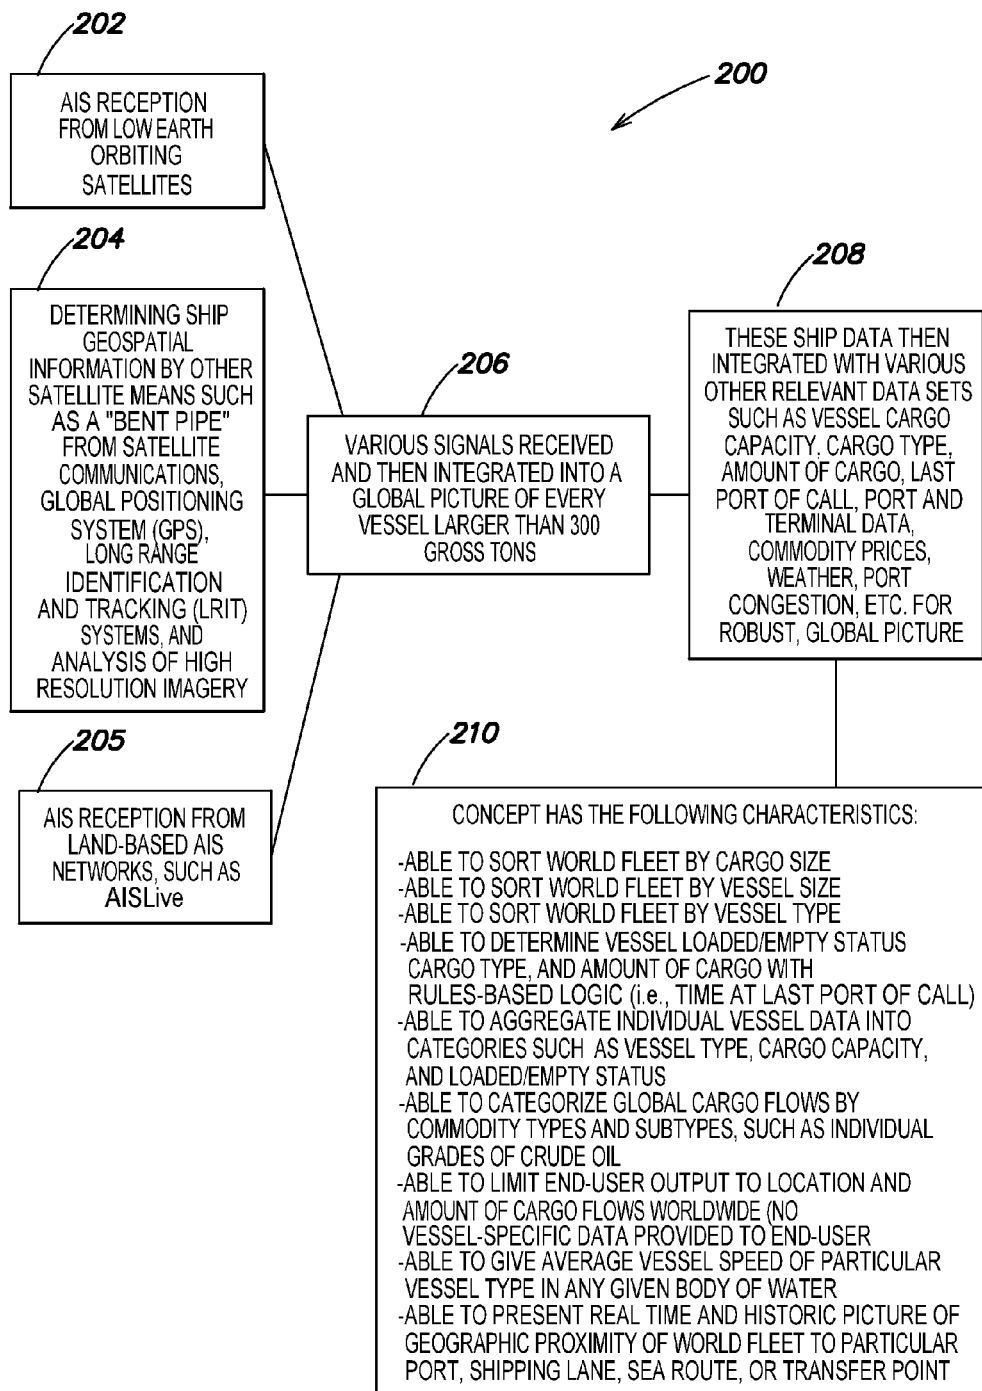 202
AIS RECEPTION
FROM LOW EARTH
ORBITING
SATELLITES
200
204
DETERMINING SHIP
GEOSPATIAL
INFORMATION BY OTHER
SATELLITE MEANS SUCH
AS A "BENT PIPE"
FROM SATELLITE
COMMUNICATIONS,
GLOBAL POSITIONING
SYSTEM (GPS),
LONG RANGE
IDENTIFICATION
AND TRACKING (LRIT)
SYSTEMS, AND
ANALYSIS OF HIGH
RESOLUTION IMAGERY
205
AIS RECEPTION FROM
LAND-BASED AIS
NETWORKS, SUCH AS
AISLive
206
VARIOUS SIGNALS RECEIVED
AND THEN INTEGRATED INTO A
GLOBAL PICTURE OF EVERY
VESSEL LARGER THAN 300
GROSS TONS
208
THESE SHIP DATA THEN
INTEGRATED WITH VARIOUS
OTHER RELEVANT DATA SETS
SUCH AS VESSEL CARGO
CAPACITY, CARGO TYPE,
AMOUNT OF CARGO, LAST
PORT OF CALL, PORT AND
TERMINAL DATA,
COMMODITY PRICES,
WEATHER, PORT
CONGESTION, ETC. FOR
ROBUST, GLOBAL PICTURE
210
CONCEPT HAS THE FOLLOWING CHARACTERISTICS:
-ABLE TO SORT WORLD FLEET BY CARGO SIZE
-ABLE TO SORT WORLD FLEET BY VESSEL SIZE
-ABLE TO SORT WORLD FLEET BY VESSEL TYPE
-ABLE TO DETERMINE VESSEL LOADED/EMPTY STATUS
CARGO TYPE, AND AMOUNT OF CARGO WITH
RULES-BASED LOGIC (i.e., TIME AT LAST PORT OF CALL)
-ABLE TO AGGREGATE INDIVIDUAL VESSEL DATA INTO
CATEGORIES SUCH AS VESSEL TYPE, CARGO CAPACITY,
AND LOADED/EMPTY STATUS
-ABLE TO CATEGORIZE GLOBAL CARGO FLOWS BY
COMMODITY TYPES AND SUBTYPES, SUCH AS INDIVIDUAL
GRADES OF CRUDE OIL
-ABLE TO LIMIT END-USER OUTPUT TO LOCATION AND
AMOUNT OF CARGO FLOWS WORLDWIDE (NO
VESSEL-SPECIFIC DATA PROVIDED TO END-USER
-ABLE TO GIVE AVERAGE VESSEL SPEED OF PARTICULAR
VESSEL TYPE IN ANY GIVEN BODY OF WATER
-ABLE TO PRESENT REAL TIME AND HISTORIC PICTURE OF
GEOGRAPHIC PROXIMITY OF WORLD FLEET TO PARTICULAR
PORT, SHIPPING LANE, SEA ROUTE, OR TRANSFER POINT